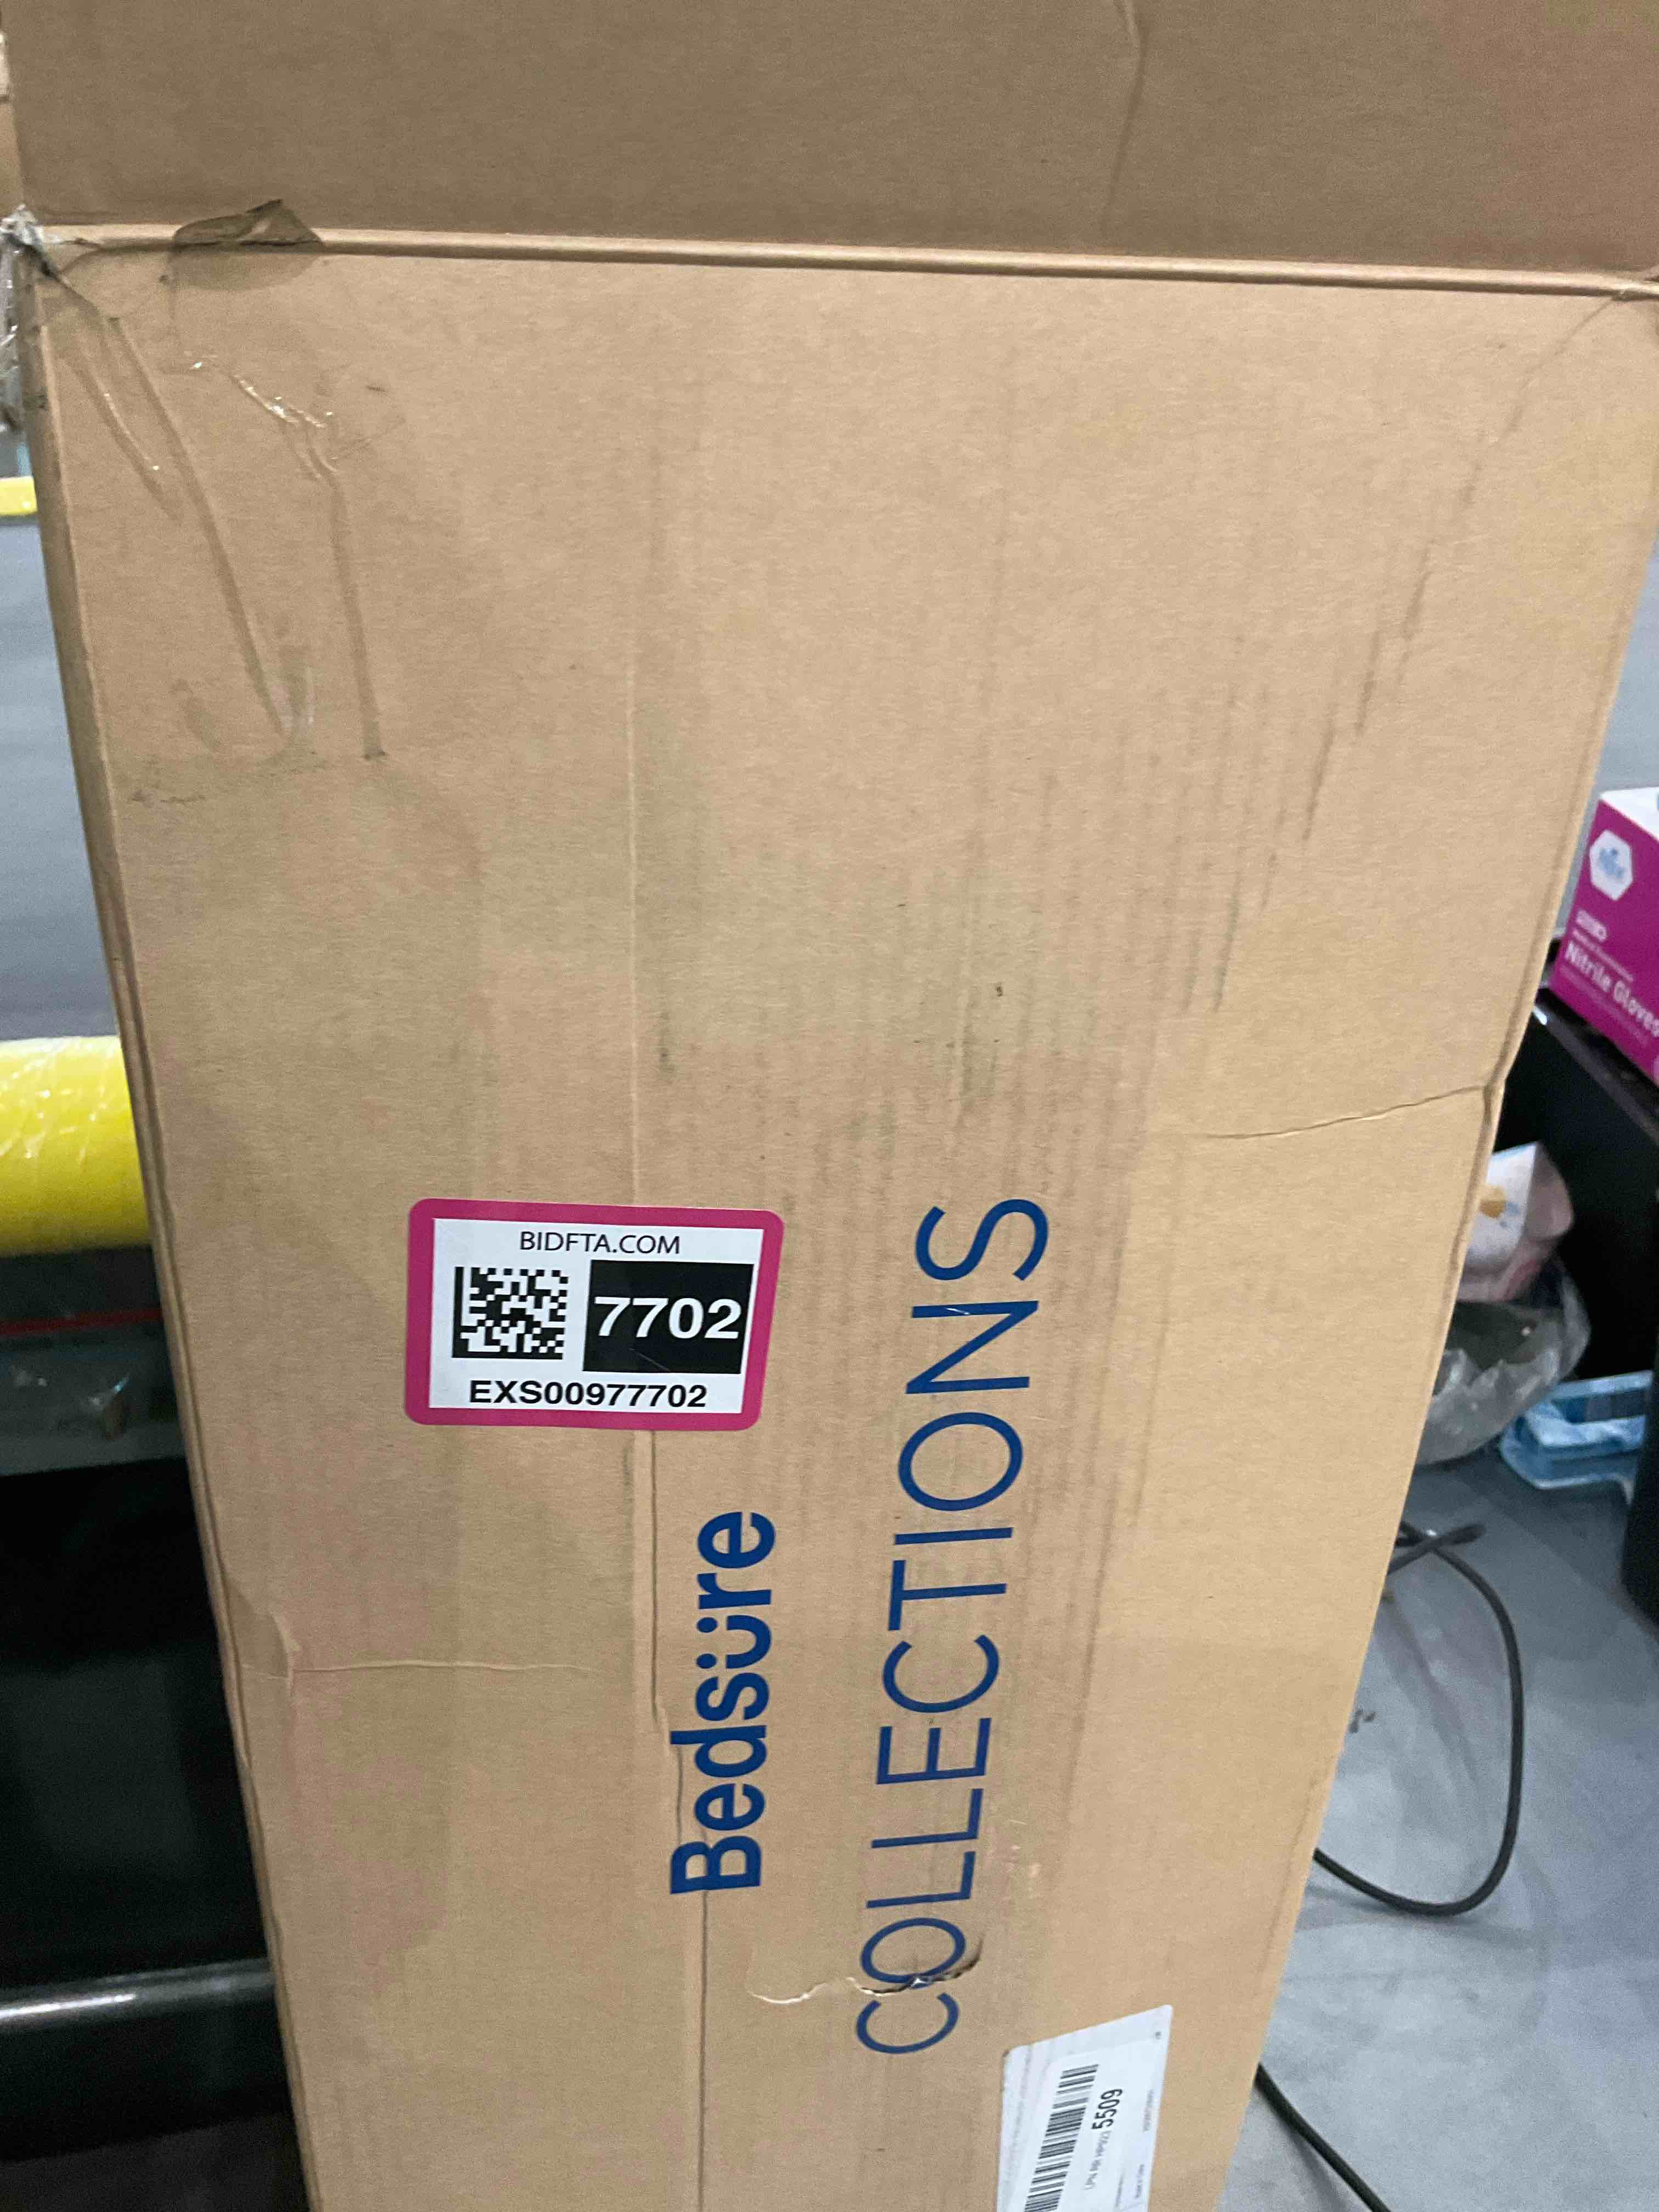 BIDFTA.COM
7702
EXS00977702
Bedsüre
COLLECTIONS
5509
Nitrile Gloves